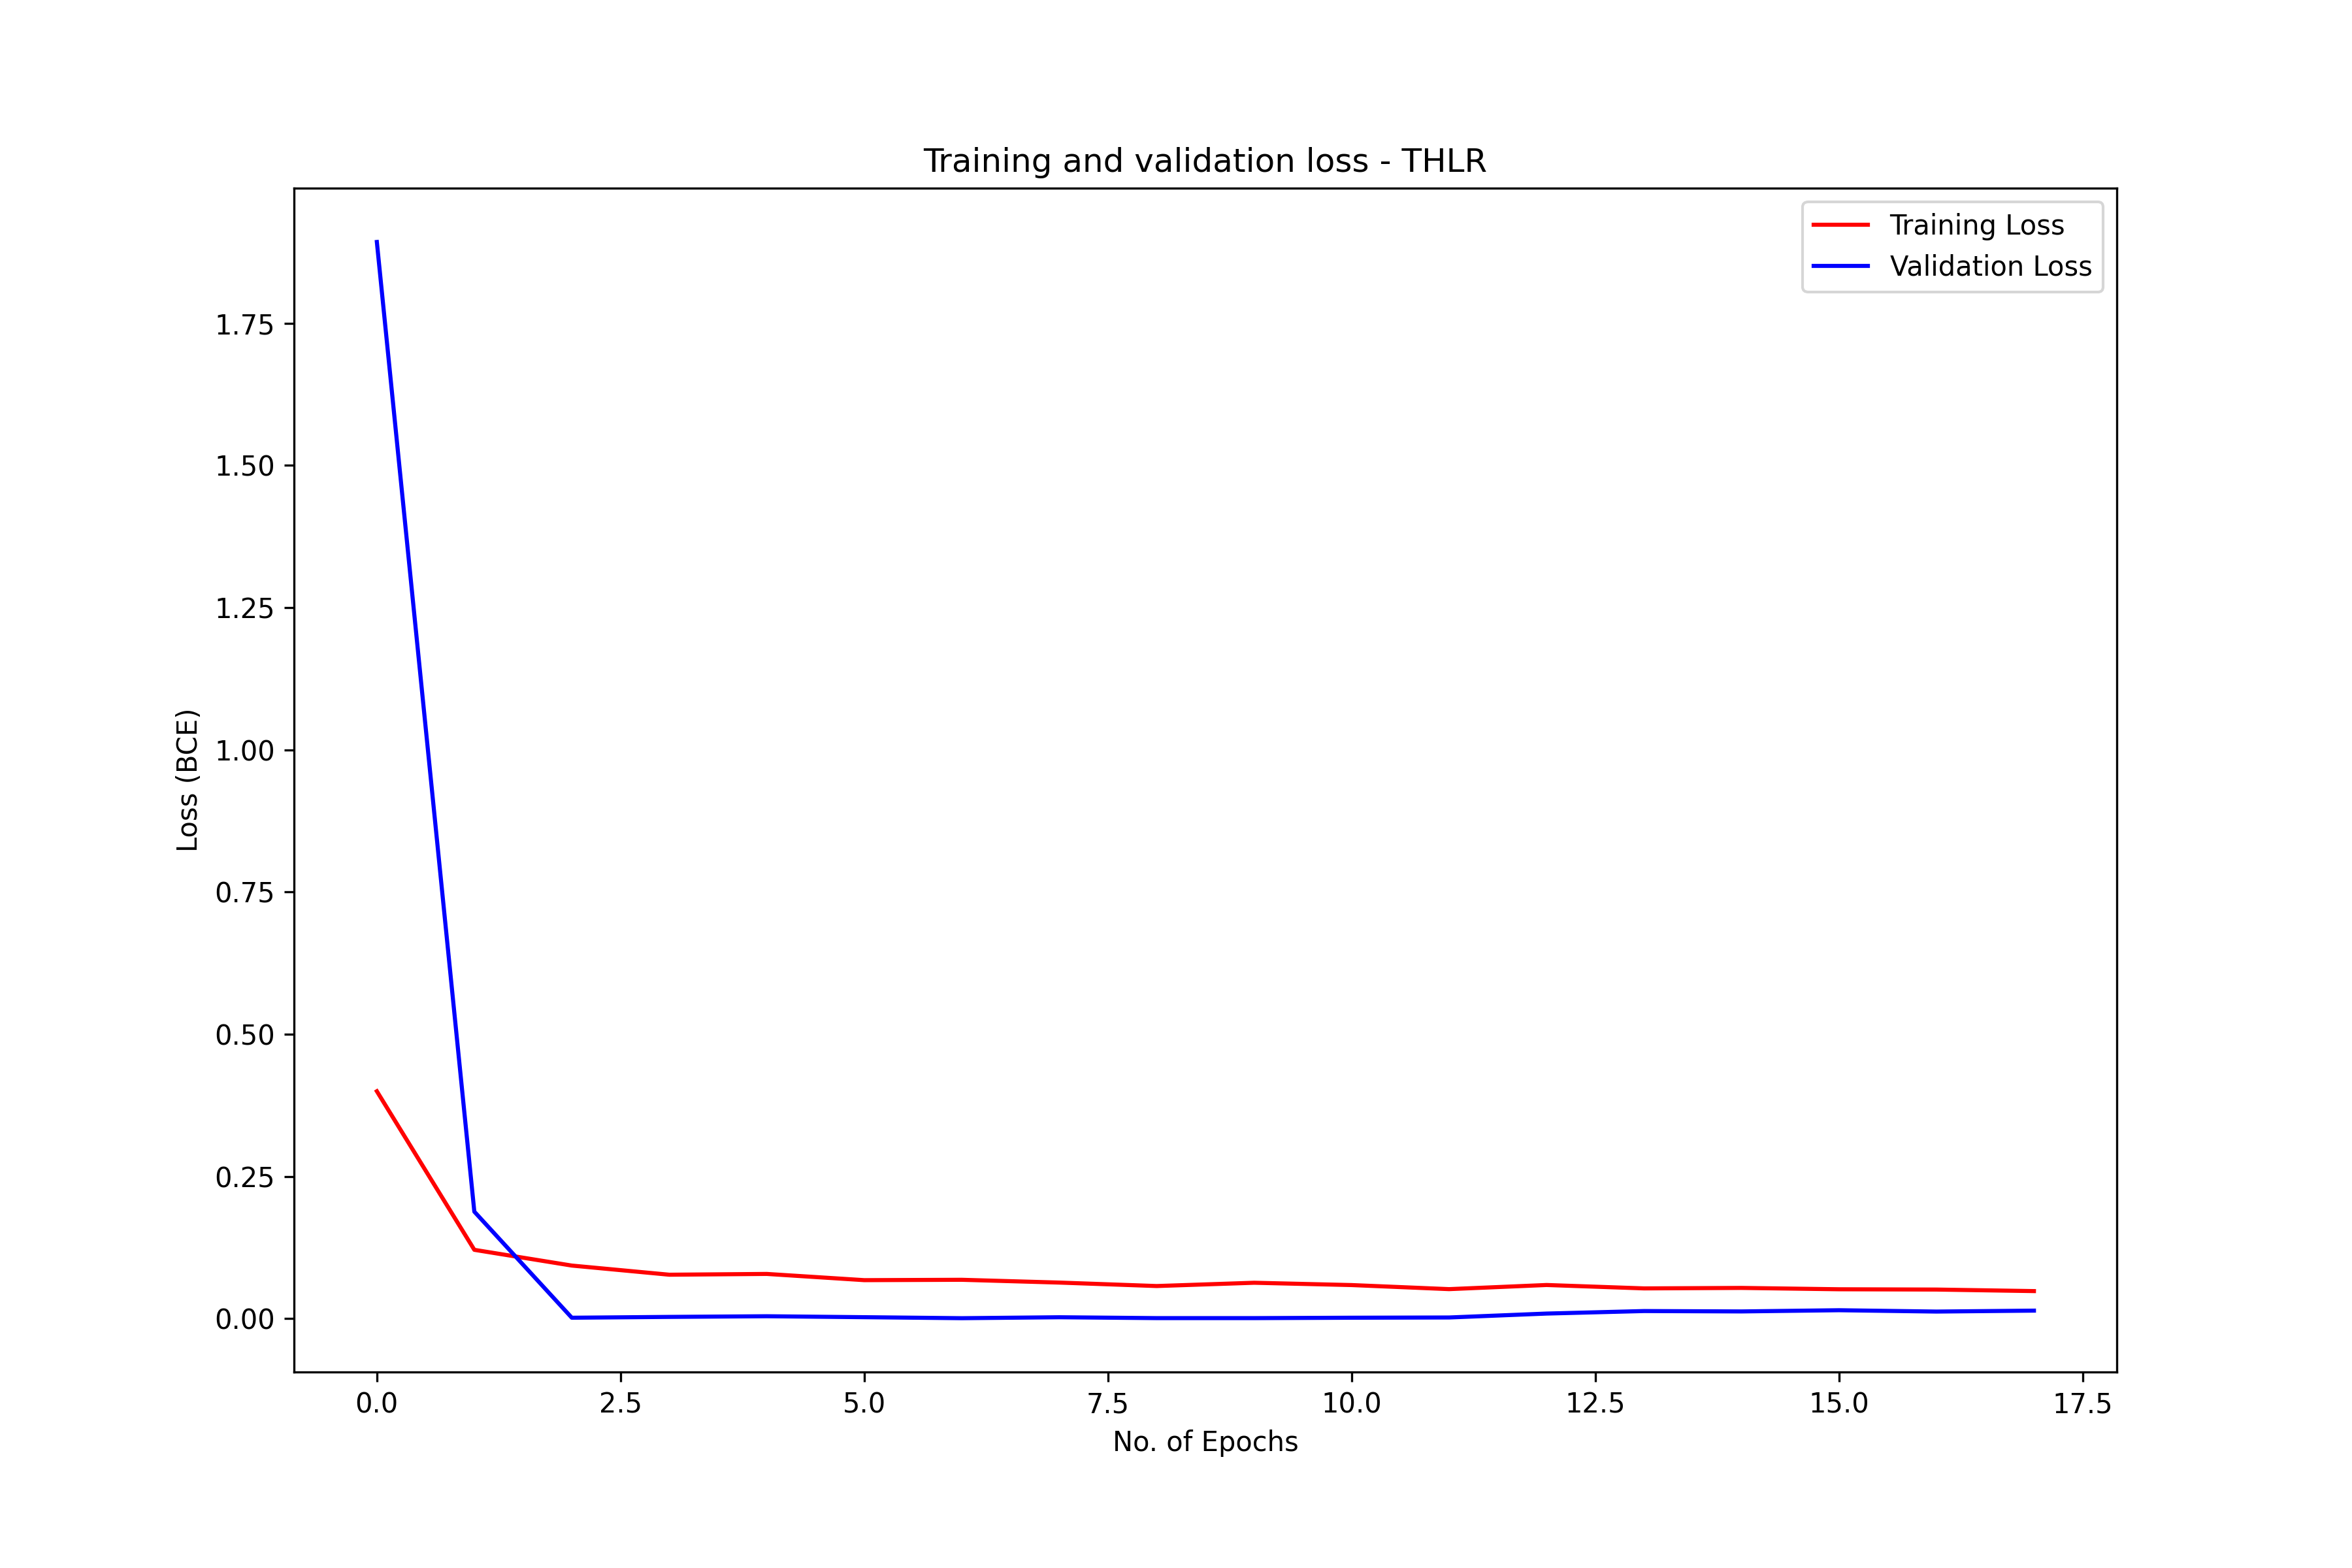 Training and validation loss - THLR
Training Loss
Validation Loss
1.75
1.50
1.25
1.00
0.75
0.50
0.25
0.00
Loss (BCE)
0.0 2.5 5.0 7.5 10.0 12.5 15.0 17.5
No. of Epochs